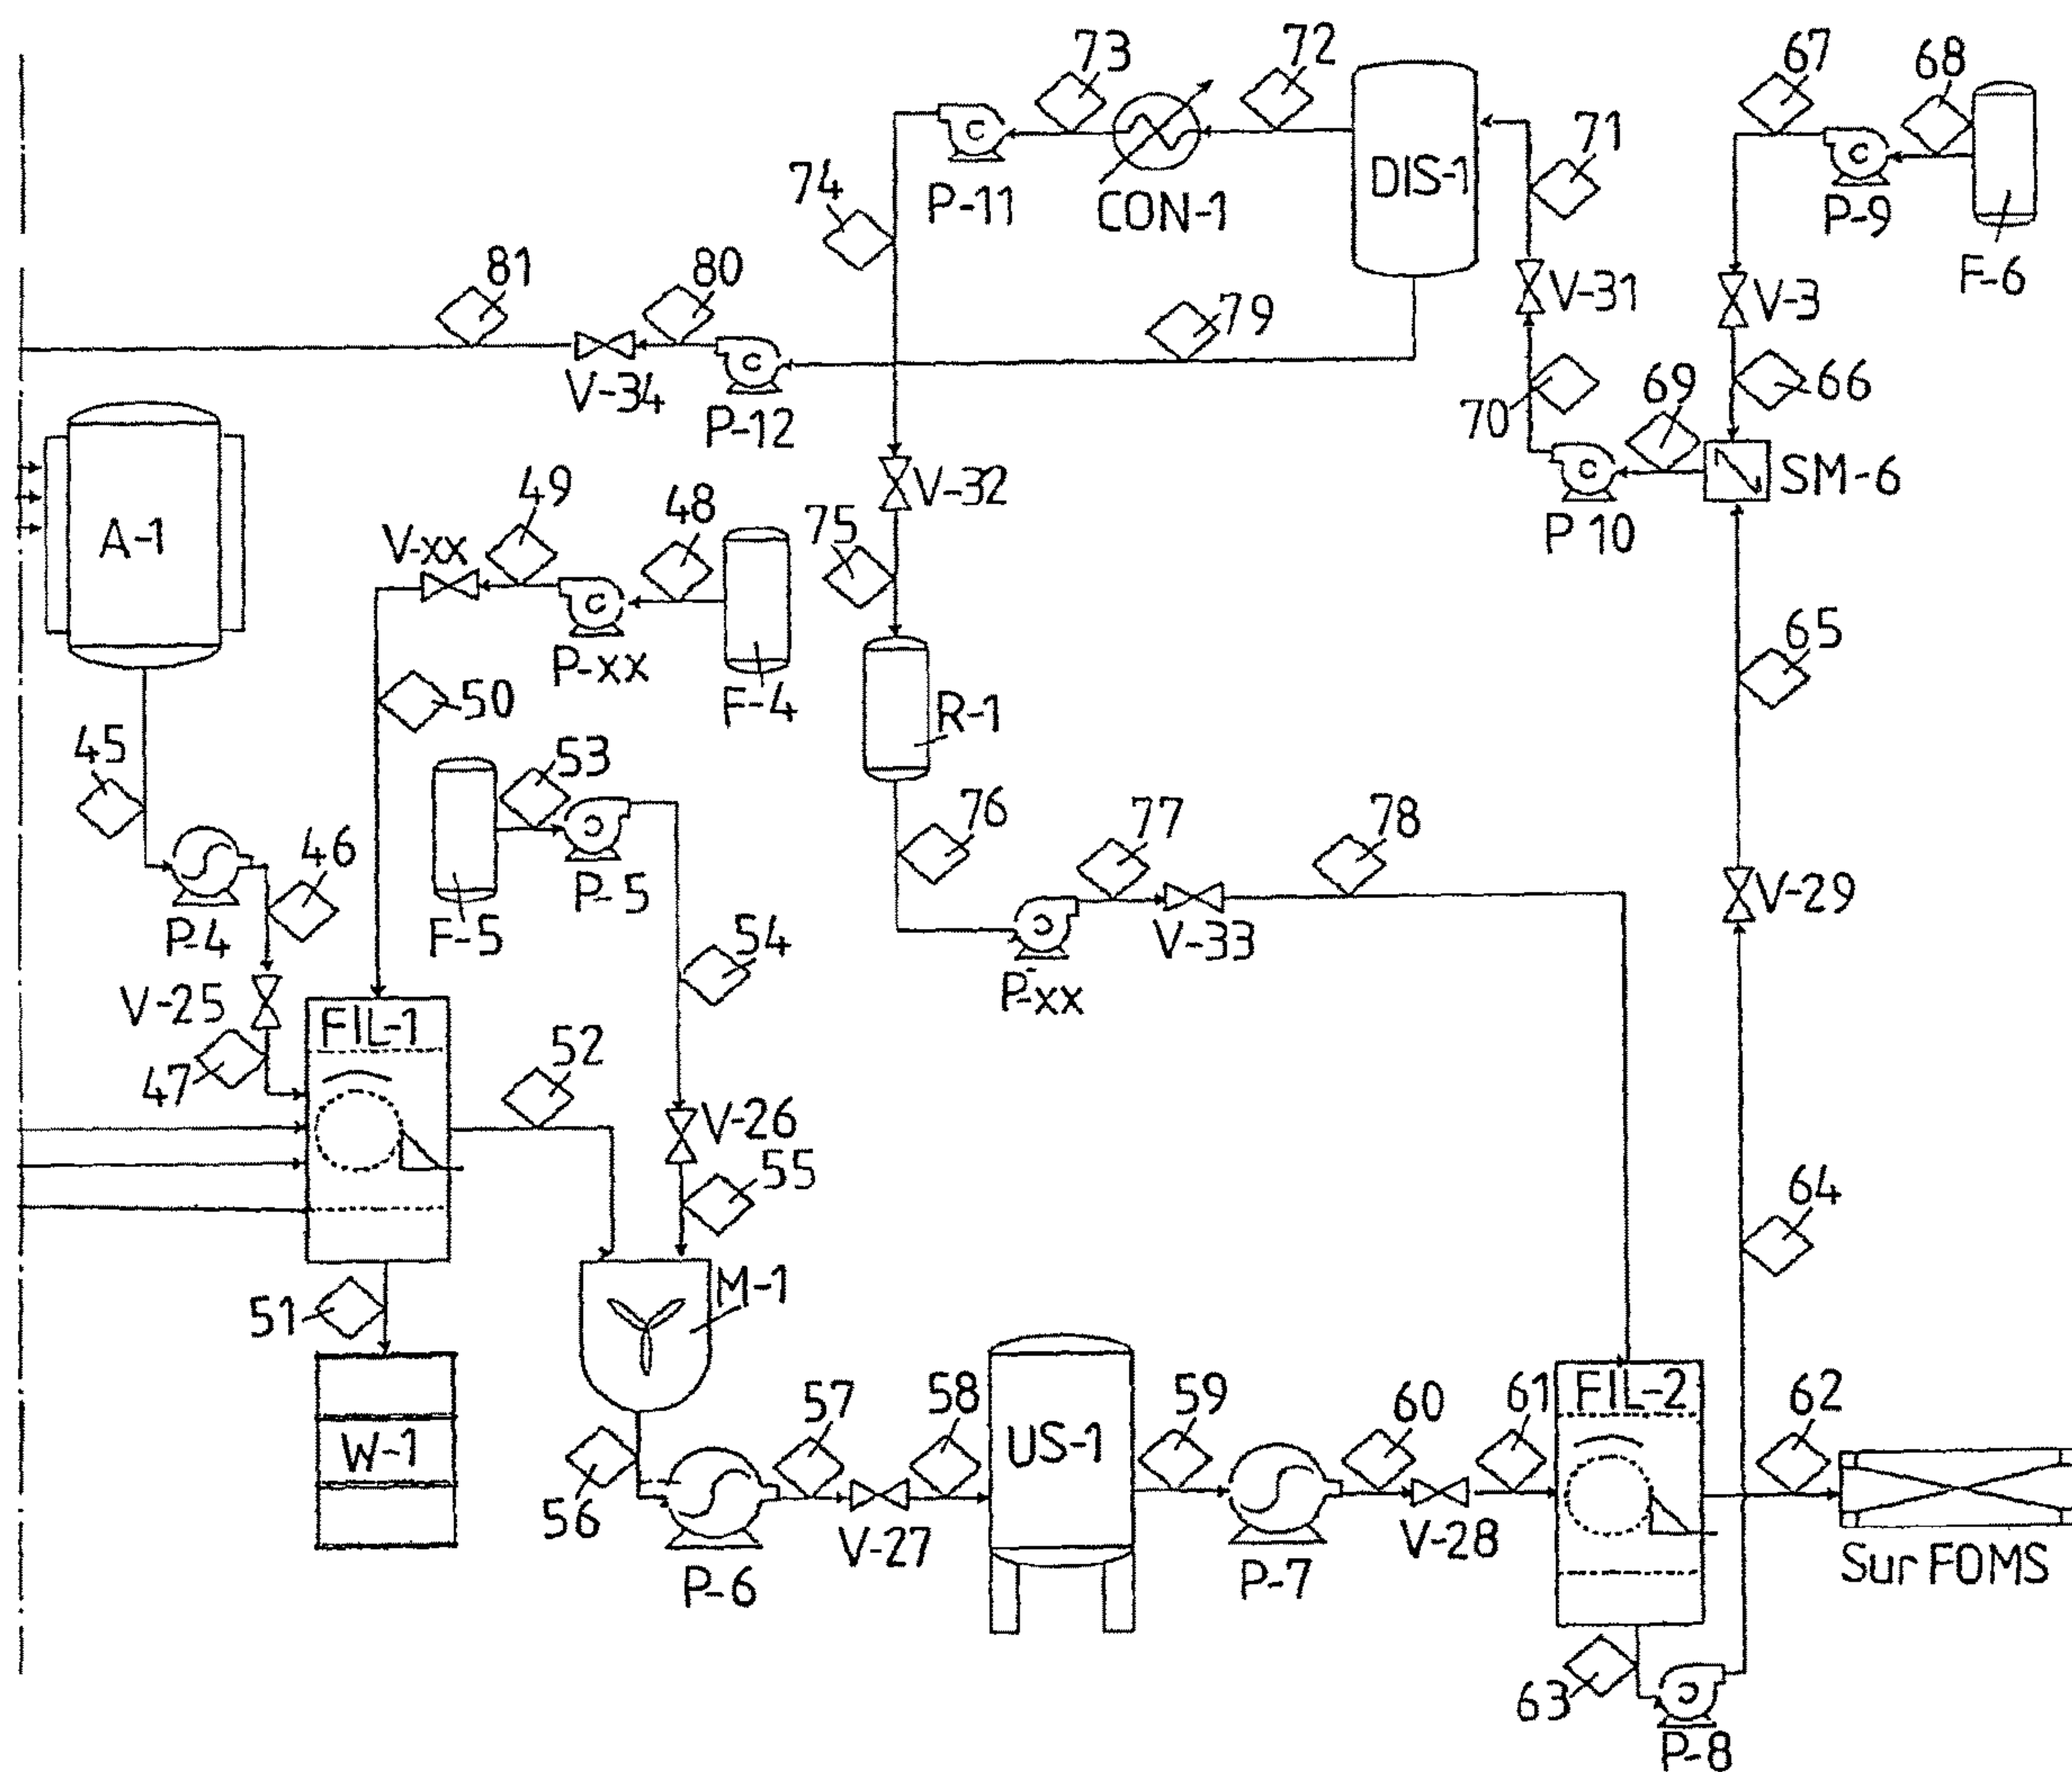 73
72
67
68
71
74
P-11
CON-1
DIS-1
P-9
F-6
81
80
79
V-31
V-3
V-34
P-12
70
69
66
SM-6
P 10
A-1
V-xx
49
48
75
V-32
P-xx
F-4
50
R-1
65
45
46
53
76
77
78
P-4
F-5
P-5
V-29
54
P-xx
V-33
V-25
FIL-1
47
52
V-26
55
64
51
M-1
W-1
56
57
58
59
60
61
FIL-2
62
US-1
P-6
V-27
P-7
V-28
Sur FOMS
63
P-8